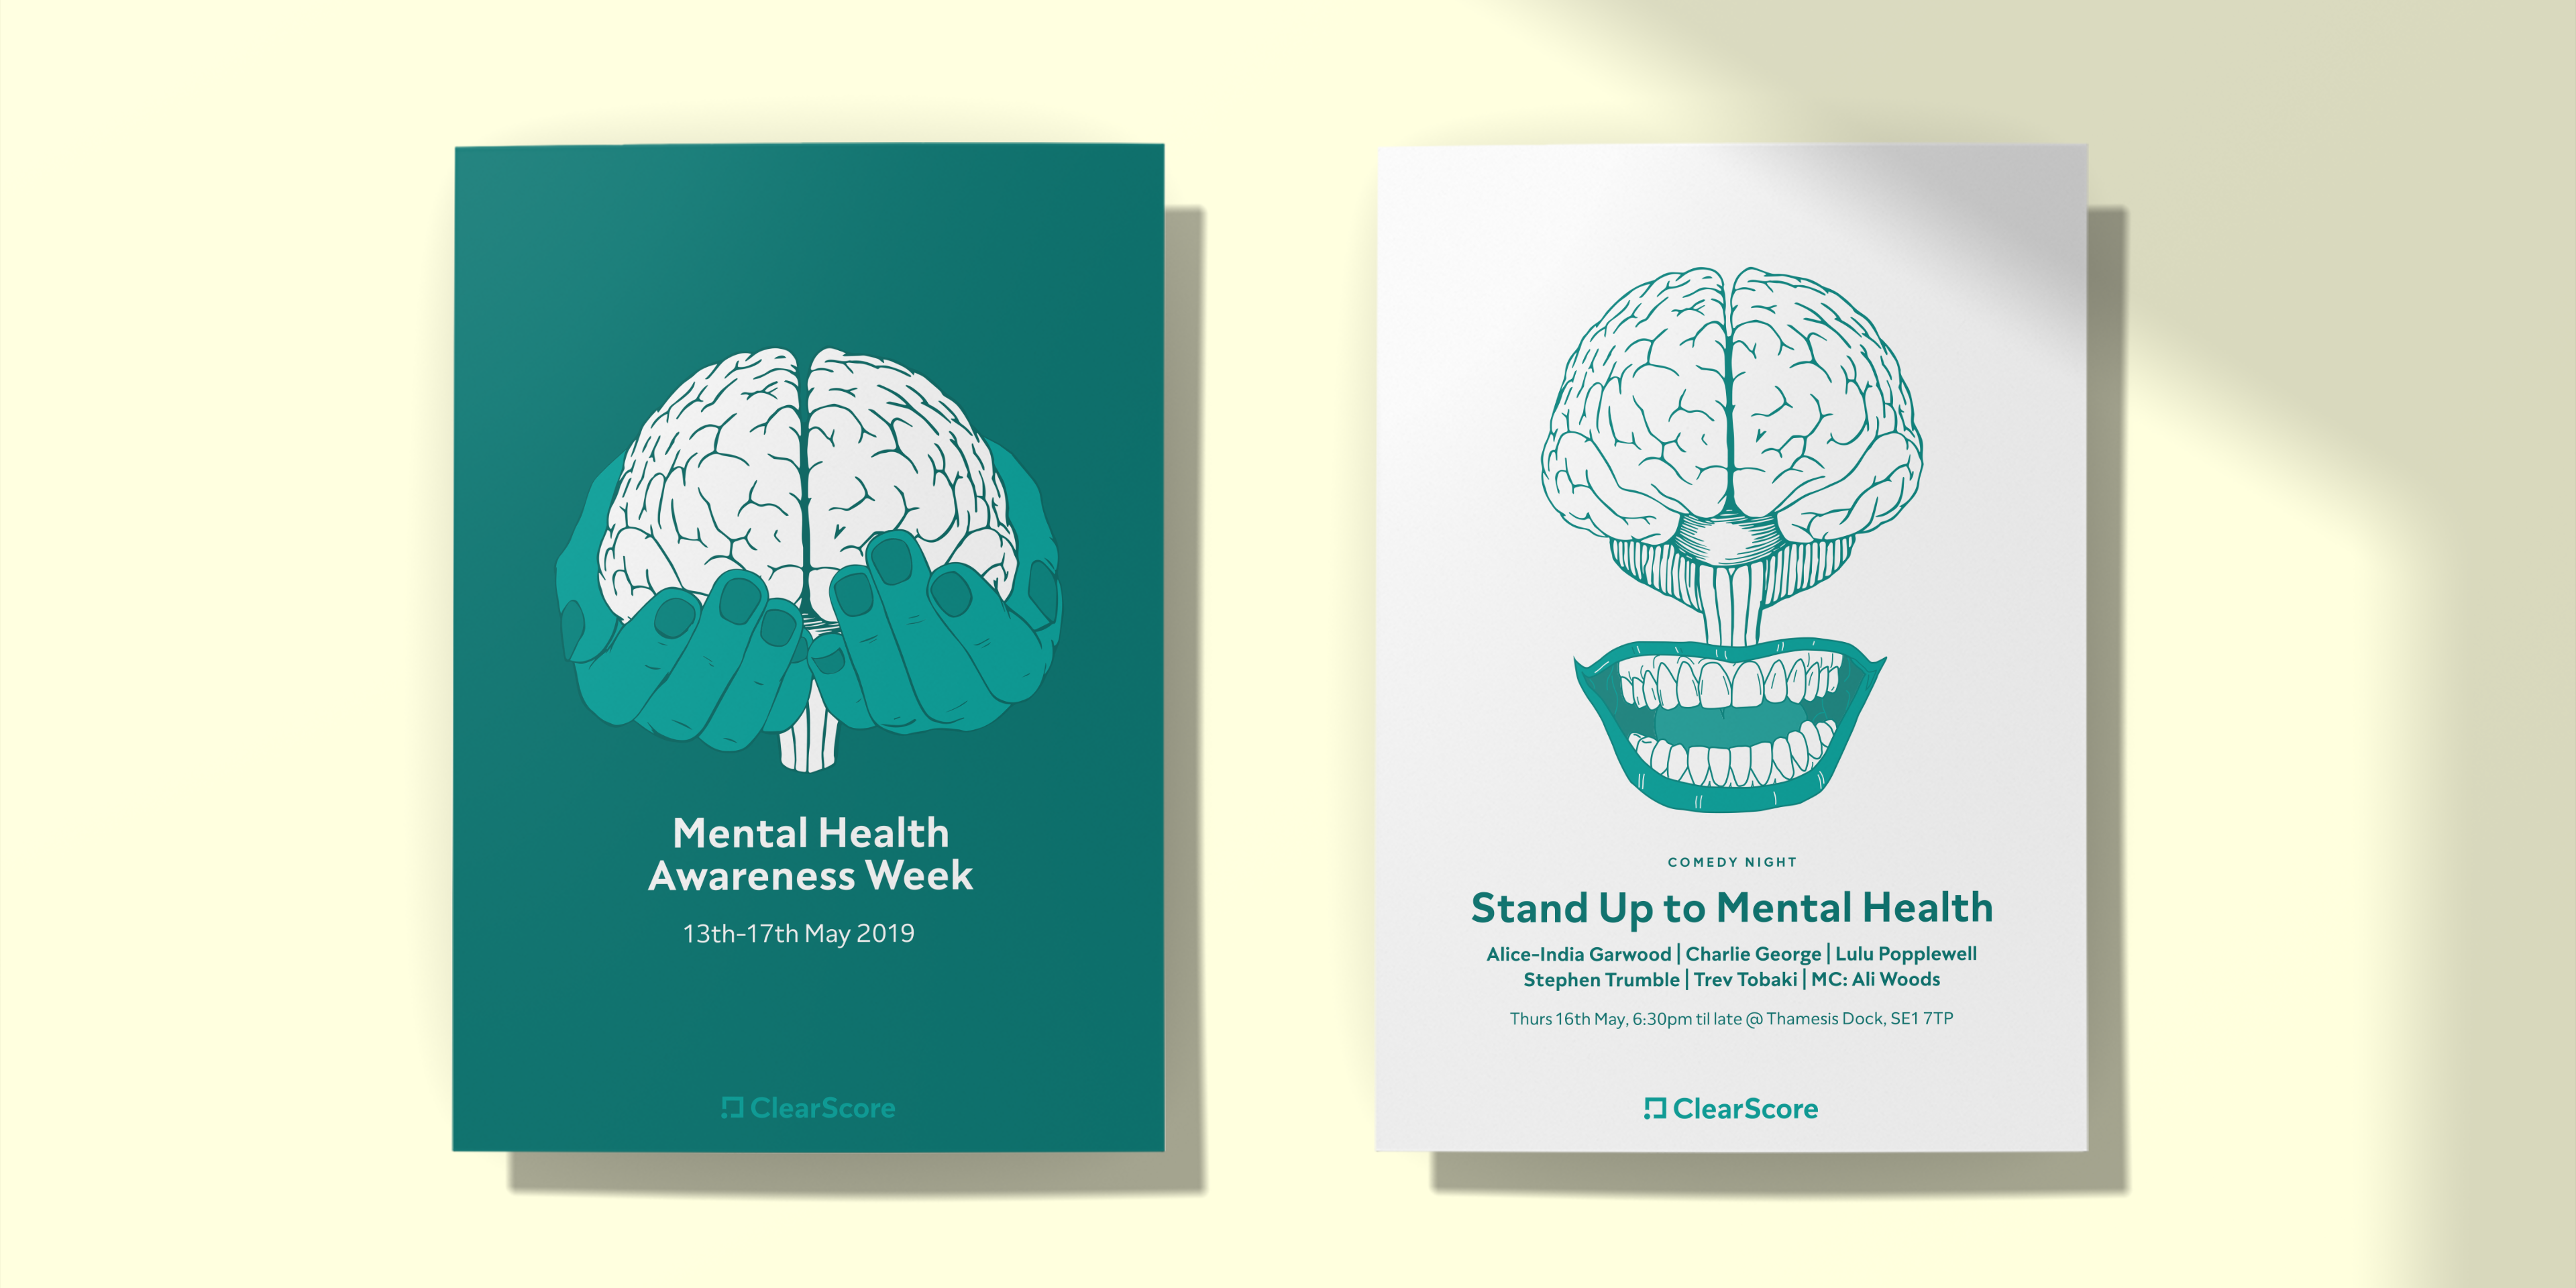 Mental Health
Awareness Week
13th-17th May 2019
ClearScore
COMEDY NIGHT
Stand Up to Mental Health
Alice-India Garwood | Charlie George | Lulu Popplewell
Stephen Trumble | Trev Tobaki | MC: Ali Woods
Thurs 16th May, 6:30pm til late @ Thamesis Dock, SE1 7TP
ClearScore